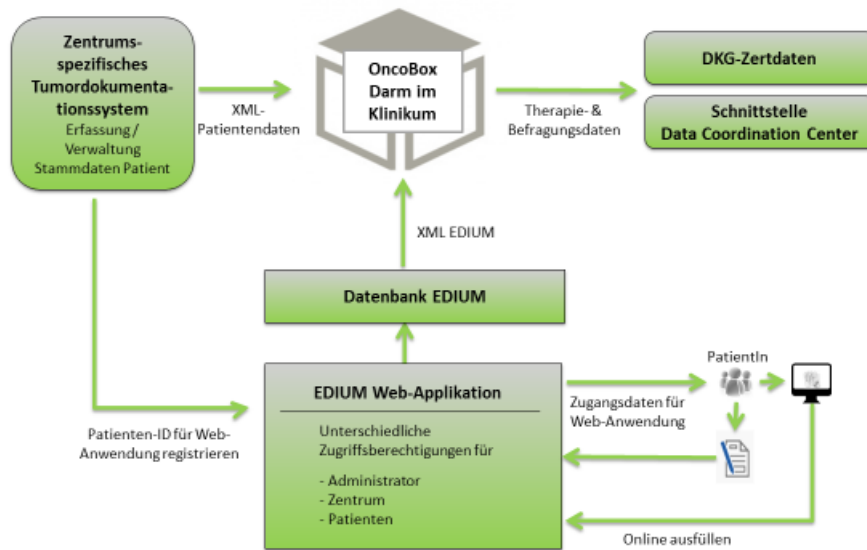 Zentrums-
spezifisches
Tumordokumenta-
tionssystem
Erfassung /
Verwaltung
Stammdaten Patient
XML-
Patientendaten
OncoBox
Darm im
Klinikum
Therapie- &
Befragungsdaten
DKG-Zertdaten
Schnittstelle
Data Coordination Center
XML EDIUM
Datenbank EDIUM
Patienten-ID für Web-
Anwendung registrieren
EDIUM Web-Applikation
Unterschiedliche
Zugriffsberechtigungen für
- Administrator
- Zentrum
- Patienten
Zugangsdaten für
Web-Anwendung
PatientIn
Online ausfüllen